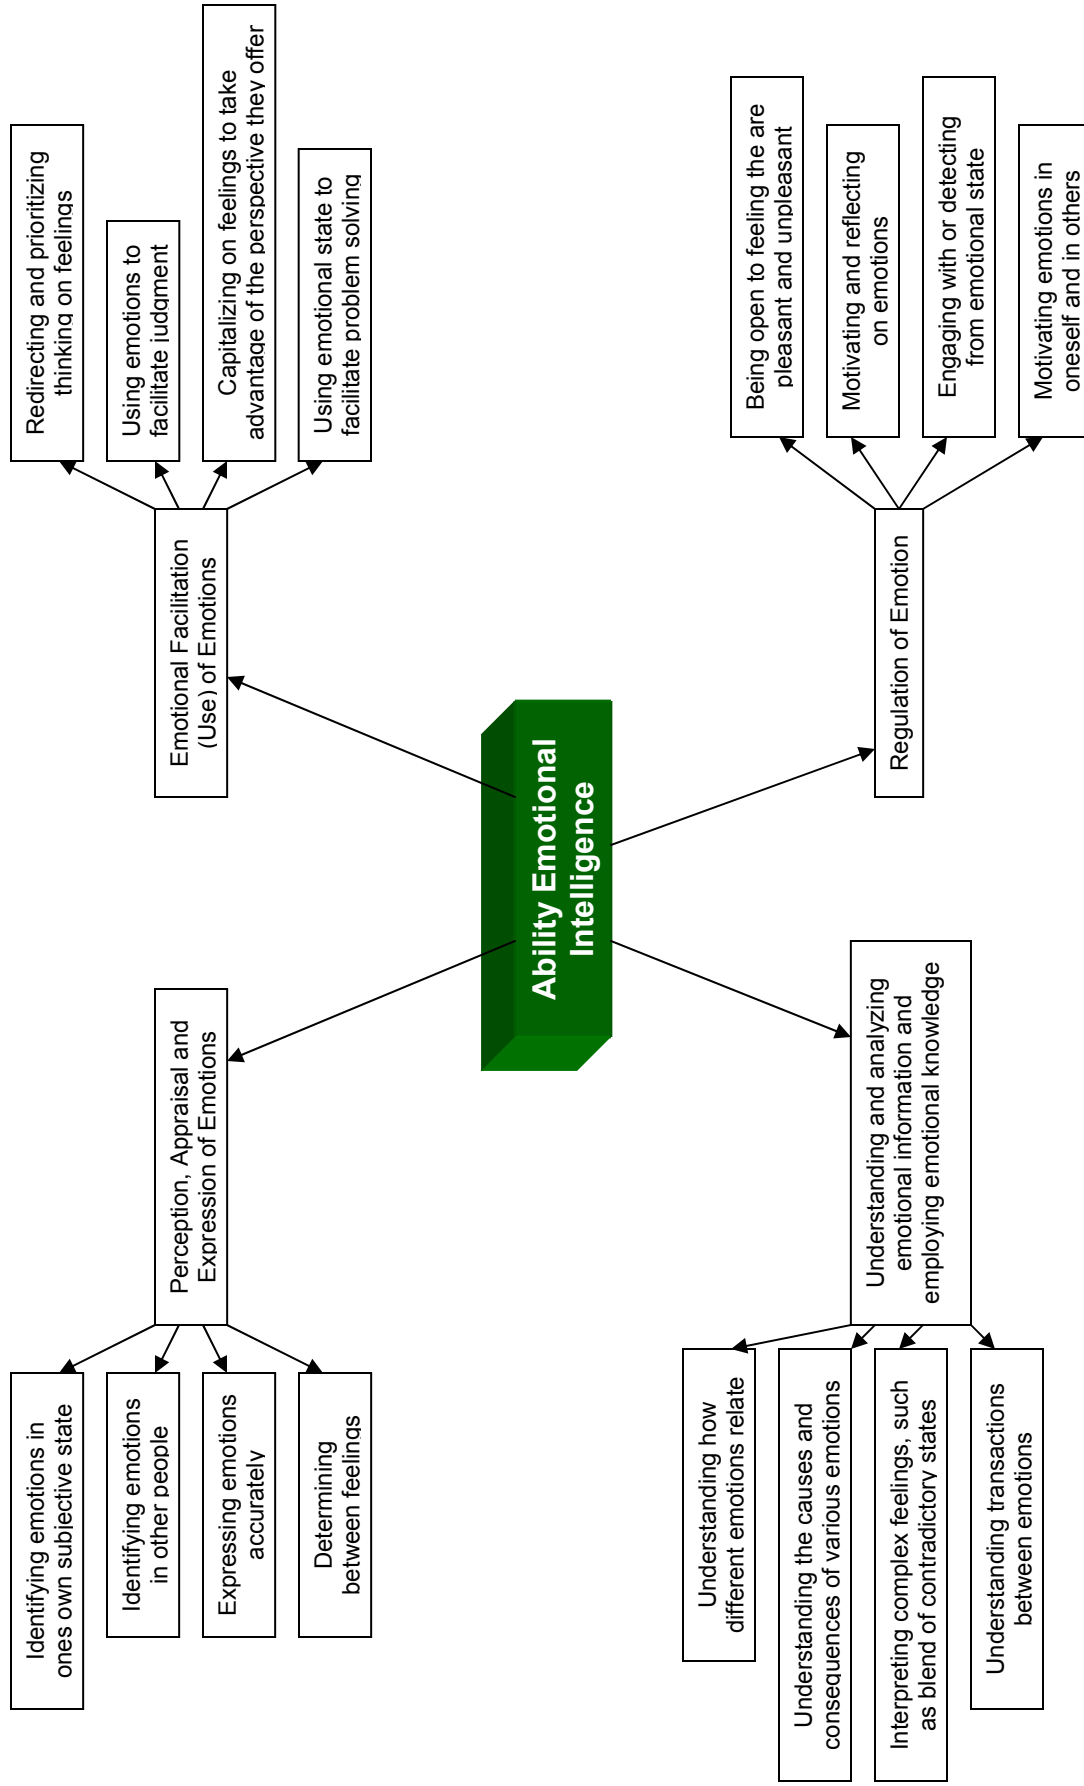 Identifying emotions in
ones own subjective state
Identifying emotions
in other people
Expressing emotions
accurately
Determining
between feelings
Perception, Appraisal and
Expression of Emotions
Emotional Facilitation
(Use) of Emotions
Redirecting and prioritizing
thinking on feelings
Using emotions to
facilitate judgment
Capitalizing on feelings to take
advantage of the perspective they offer
Using emotional state to
facilitate problem solving
Ability Emotional
Intelligence
Understanding how
different emotions relate
Understanding the causes and
consequences of various emotions
Interpreting complex feelings, such
as blend of contradictory states
Understanding transactions
between emotions
Understanding and analyzing
emotional information and
employing emotional knowledge
Regulation of Emotion
Being open to feeling the are
pleasant and unpleasant
Motivating and reflecting
on emotions
Engaging with or detecting
from emotional state
Motivating emotions in
oneself and in others